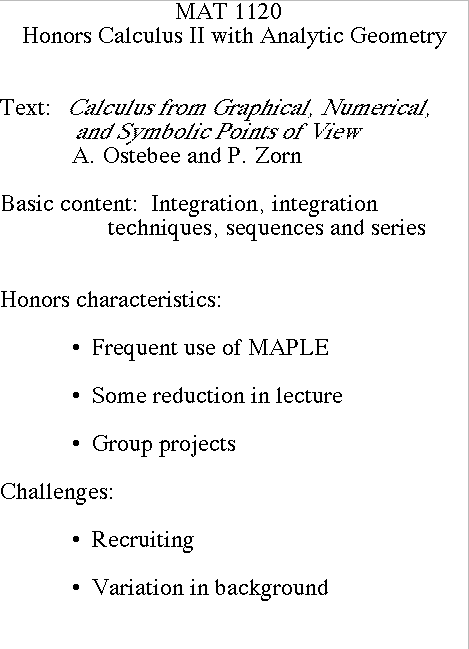 MAT 1120
Honors Calculus II with Analytic Geometry
Text: Calculus from Graphical, Numerical,
and Symbolic Points of View
A. Ostebee and P. Zorn
Basic content: Integration, integration
techniques, sequences and series
Honors characteristics:
• Frequent use of MAPLE
• Some reduction in lecture
• Group projects
Challenges:
• Recruiting
• Variation in background